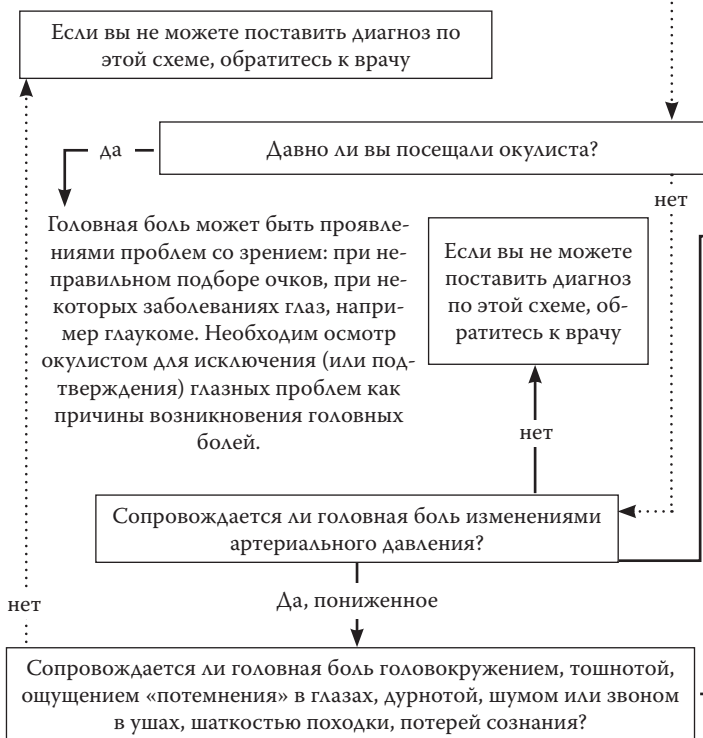 Если вы не можете поставить диагноз по
этой схеме, обратитесь к врачу
да
Давно ли вы посещали окулиста?
нет
Головная боль может быть проявле-
ниями проблем со зрением: при не-
правильном подборе очков, при не-
которых заболеваниях глаз, напри-
мер глаукоме. Необходим осмотр
окулистом для исключения (или под-
тверждения) глазных проблем как
причины возникновения головных
болей.
Если вы не можете
поставить диагноз
по этой схеме, об-
ратитесь к врачу
нет
Сопровождается ли головная боль изменениями
артериального давления?
Да, пониженное
нет
Сопровождается ли головная боль головокружением, тошнотой,
ощущением «потемнения» в глазах, дурнотой, шумом или звоном
в ушах, шаткостью походки, потерей сознания?